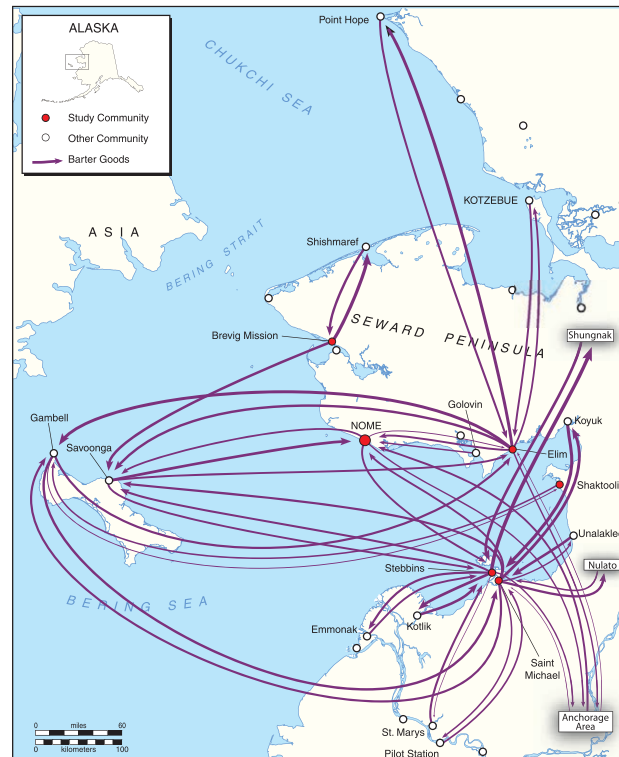 ALASKA
Study Community
Other Community
Barter Goods
Point Hope
CHUKCHI SEA
KOTZEBUE
ASIA
BERING STRAIT
Shishmaref
Brevig Mission
SEWARD PENINSULA
Shungnak
Golovin
Gambell
Koyuk
NOME
Savoonga
Elim
Shaktooli
Unalaklee
Stebbins
Nulato
BERING SEA
Kotlik
Emmonak
Saint
Michael
0 miles 60
0 kilometers 100
St. Marys
Anchorage
Area
Pilot Station